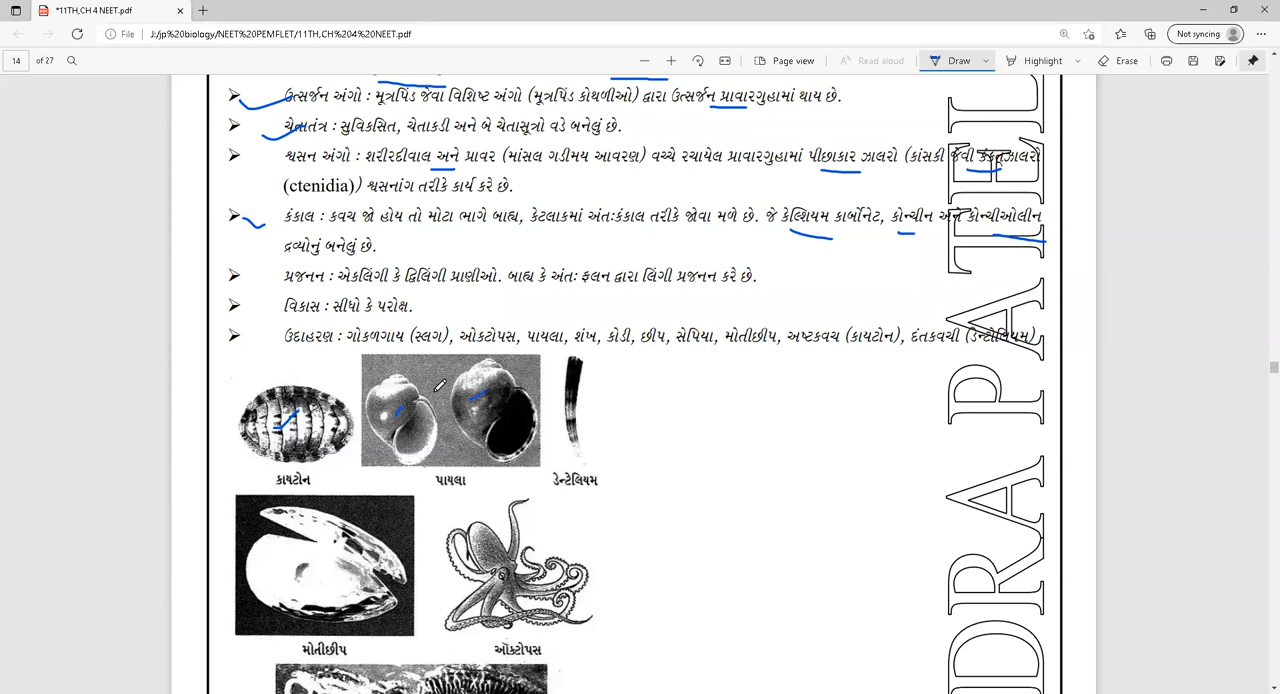 *11TH,CH 4 NEET.pdf
File J:/jp%20biology/NEET%20PEMFLET/11TH,CH%204%20NEET.pdf
Not syncing
14 of 27
Page view
Read aloud
Draw
Highlight
Erase
ઉત્સર્જન અંગો : મૂત્રપિંડ જેવા વિશિષ્ટ અંગો (મૂત્રપિંડ કોથળીઓ) દ્વારા ઉત્સર્જન પ્રાવારગુહામાં થાય છે.
ચેતાતંત્ર : સુવિકસિત, ચેતાકડી અને બે ચેતાસૂત્રો વડે બનેલું છે.
શ્વસન અંગો : શરીરદીવાલ અને પ્રાવર (માંસલ ગડીમય આવરણ) વચ્ચે રચાયેલ પ્રાવારગુહામાં પીછાકાર ઝાલરો (કાંસકી જેવી કંકતઝાલરો
(ctenidia)) શ્વસનાંગ તરીકે કાર્ય કરે છે.
કંકાલ : કવચ જો હોય તો મોટા ભાગે બાહ્ય, કેટલાકમાં અંતઃકંકાલ તરીકે જોવા મળે છે. જે કેલ્શિયમ કાર્બોનેટ, કોન્ચીન અને કોન્ચીઓલીન
દ્રવ્યોનું બનેલું છે.
પ્રજનન : એકલિંગી કે દ્વિલિંગી પ્રાણીઓ. બાહ્ય કે અંતઃ ફલન દ્વારા લિંગી પ્રજનન કરે છે.
વિકાસ : સીધો કે પરોક્ષ.
ઉદાહરણ : ગોકળગાય (સ્લગ), ઓક્ટોપસ, પાયલા, શંખ, કોડી, છીપ, સેપિયા, મોતીછીપ, અષ્ટકવચ (કાયટોન), દંતકવચી (ડેન્ટેલિયમ)
કાયટોન પાયલા ડેન્ટેલિયમ
મોતીછીપ ઑક્ટોપસ
DRA PATEL